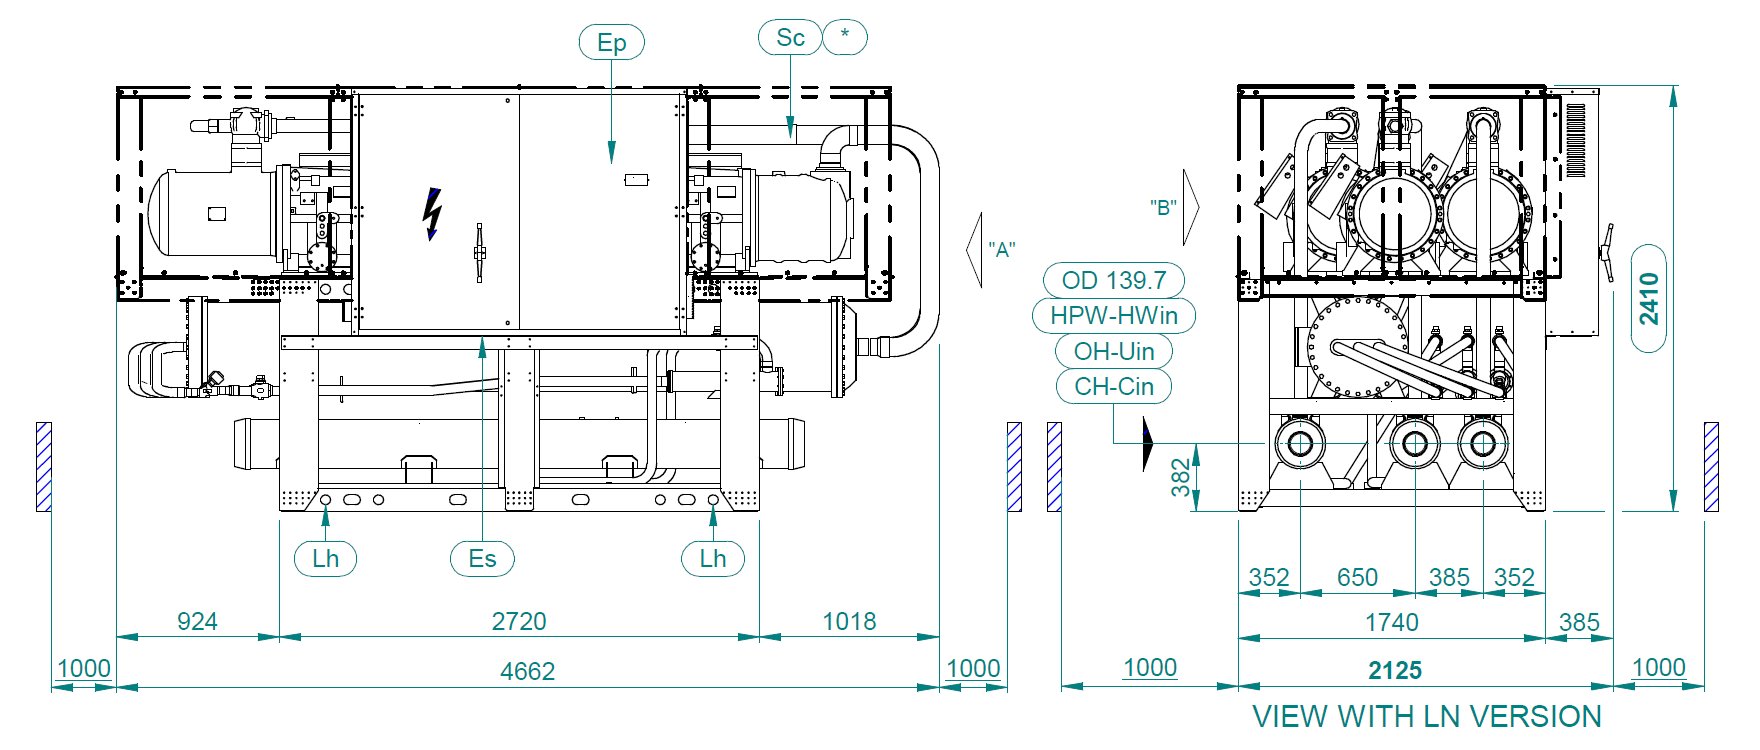 Ep
Sc
*
"A"
"B"
OD 139.7
HPW-HWin
OH-Uin
CH-Cin
2410
382
Lh
Es
Lh
352
650
385
352
924
2720
1018
1740
385
1000
4662
1000
1000
2125
1000
VIEW WITH LN VERSION